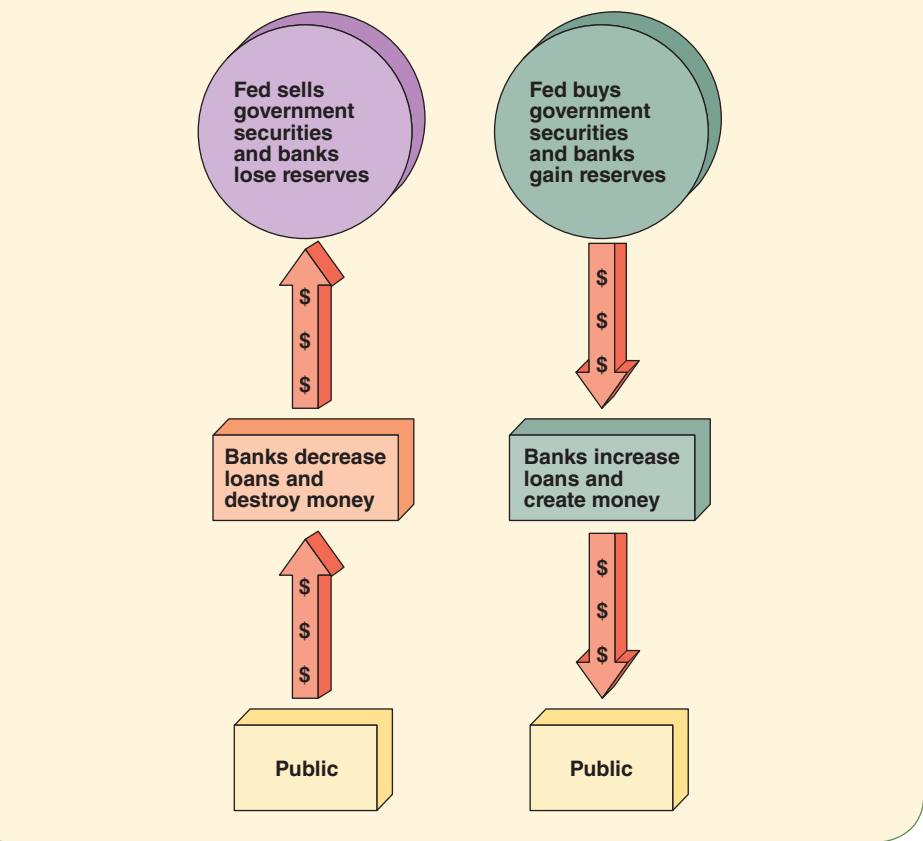 Fed sells
government
securities
and banks
lose reserves
$
$
$
Banks decrease
loans and
destroy money
$
$
$
Public
Fed buys
government
securities
and banks
gain reserves
$
$
$
Banks increase
loans and
create money
$
$
$
Public